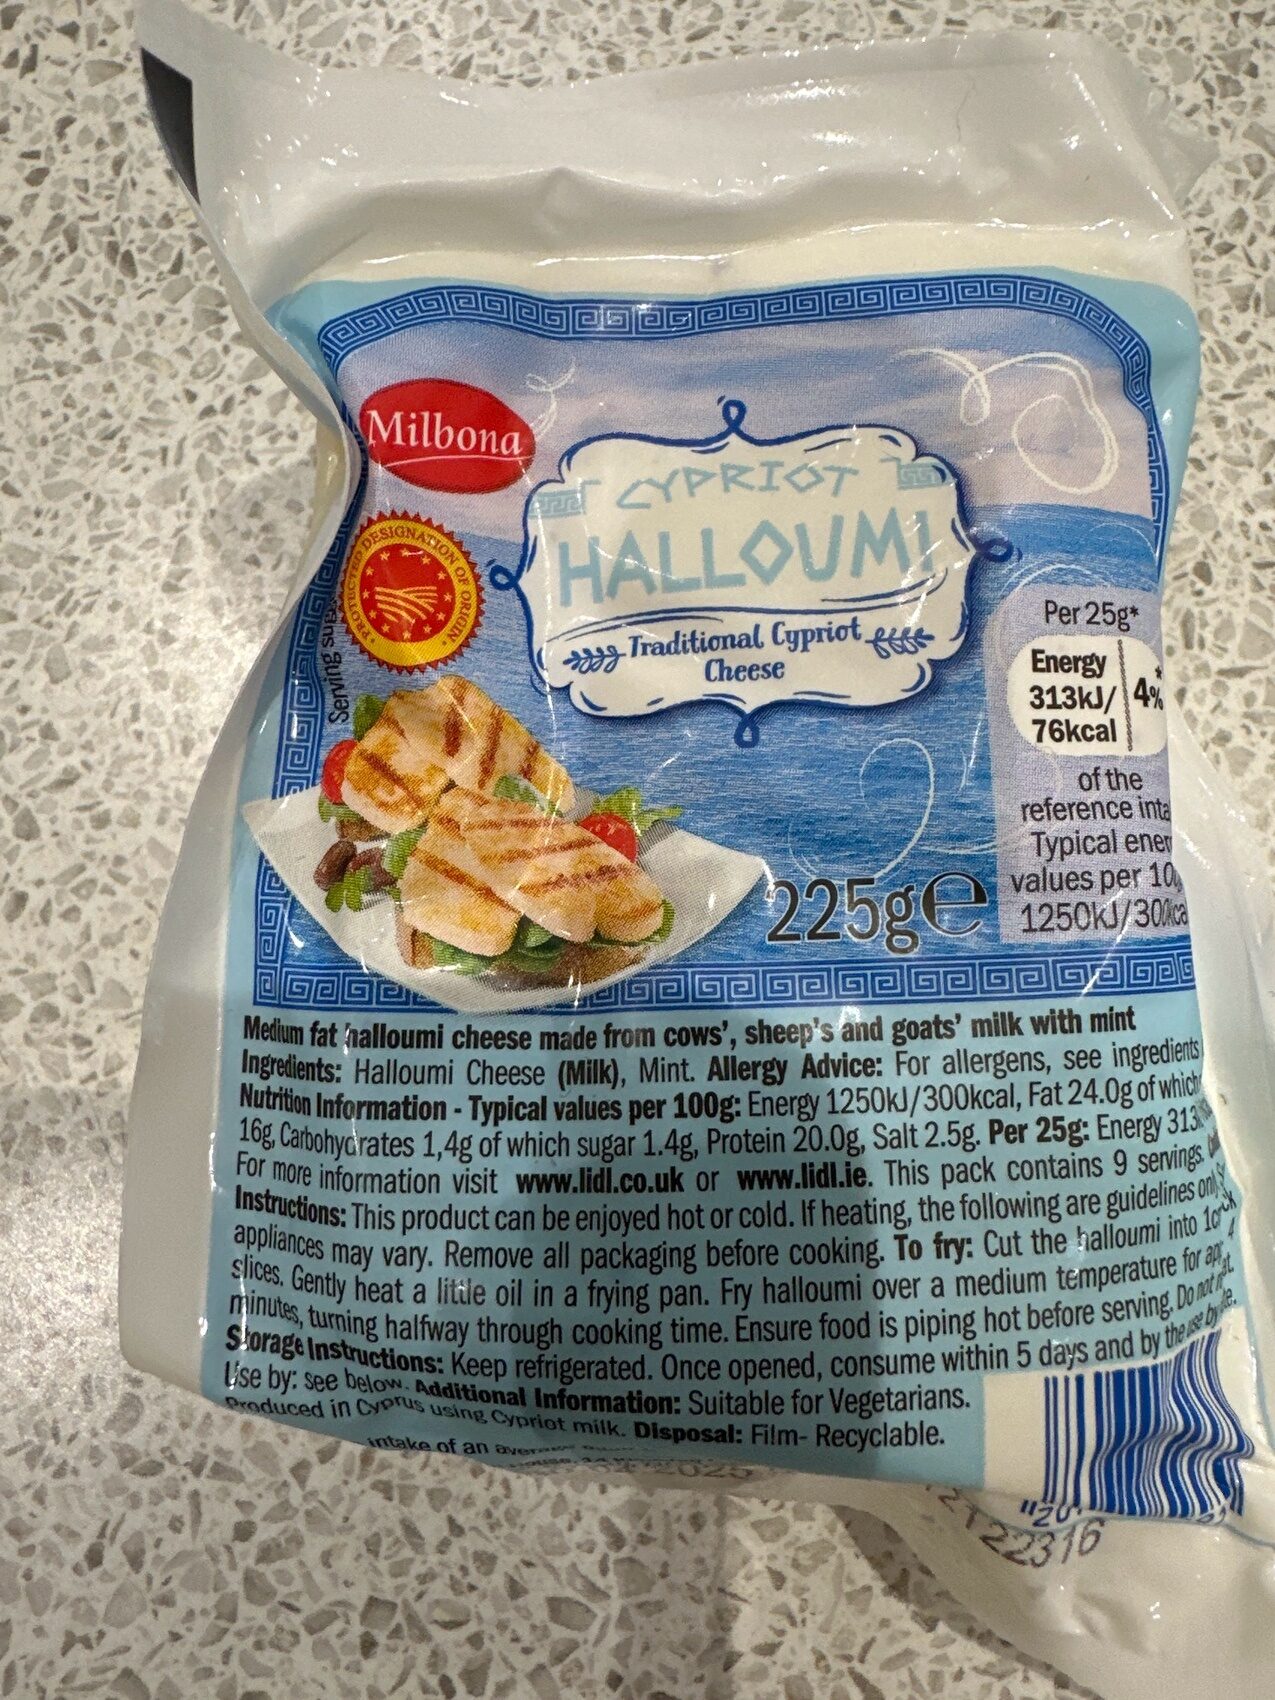 Milbona
PROTECTED DESIGNATION OF ORIGIN
CYPRIOT
HALLOUMI
Traditional Cypriot
Cheese
Serving
Per 25g*
Energy
313kJ/
76kcal
4%
*
of the
reference
Typical
values per
1250kJ/300kca
225g℮
Medium fat halloumi cheese made from cows', sheep's and goats' milk with mint
Ingredients: Halloumi Cheese (Milk), Mint. Allergy Advice: For allergens, see ingredients
Nutrition Information - Typical values per 100g: Energy 1250kJ/300kcal, Fat 24.0g of which
16g, Carbohydrates 1,4g of which sugar 1.4g, Protein 20.0g, Salt 2.5g. Per 25g: Energy 313
For more information visit www.lidl.co.uk or www.lidl.ie. This pack contains 9 servings.
Instructions: This product can be enjoyed hot or cold. If heating, the following are guidelines only
appliances may vary. Remove all packaging before cooking. To fry: Cut the halloumi into
slices. Gently heat a little oil in a frying pan. Fry halloumi over a medium temperature for 4
minutes, turning halfway through cooking time. Ensure food is piping hot before serving. Do not
Storage Instructions: Keep refrigerated. Once opened, consume within 5 days and by the use by
Use by: see below. Additional Information: Suitable for Vegetarians.
Produced in Cyprus using Cypriot milk. Disposal: Film- Recyclable.
intake of an
2025
22316